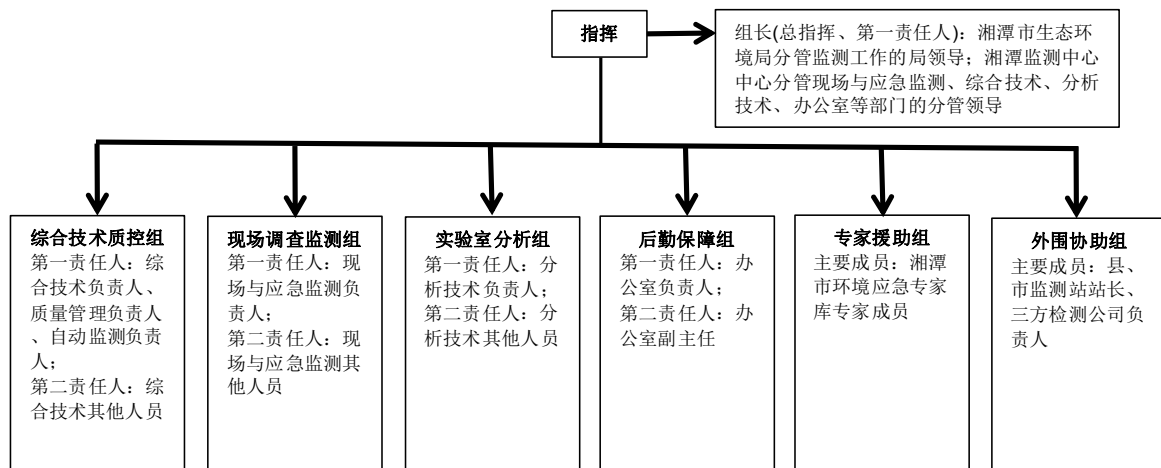 指挥
组长(总指挥、第一责任人)：湘潭市生态环
境局分管监测工作的局领导；湘潭监测中心
中心分管现场与应急监测、综合技术、分析
技术、办公室等部门的分管领导
综合技术质控组
第一责任人：综
合技术负责人、
质量管理负责人
、自动监测负责
人；
第二责任人：综
合技术其他人员
现场调查监测组
第一责任人：现
场与应急监测负
责人；
第二责任人：现
场与应急监测其
他人员
实验室分析组
第一责任人：分
析技术负责人；
第二责任人：分
析技术其他人员
后勤保障组
第一责任人：办
公室负责人；
第二责任人：办
公室副主任
专家援助组
主要成员：湘潭
市环境应急专家
库专家成员
外围协助组
主要成员：县、
市监测站站长、
三方检测公司负
责人